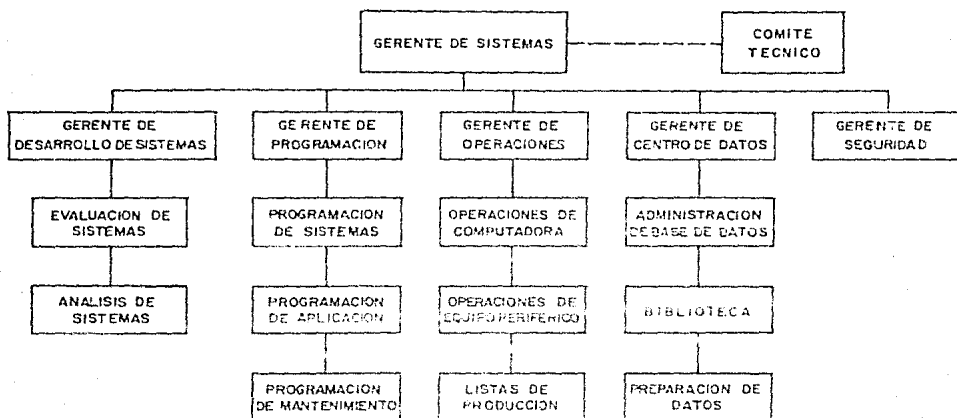 GERENTE DE SISTEMAS
COMITE
TECNICO
GERENTE DE
DESARROLLO DE SISTEMAS
GERENTE DE
PROGRAMACION
GERENTE DE
OPERACIONES
GERENTE DE
CENTRO DE DATOS
GERENTE DE
SEGURIDAD
EVALUACION DE
SISTEMAS
PROGRAMACION
DE SISTEMAS
OPERACIONES DE
COMPUTADORA
ADMINISTRACION
DE BASE DE DATOS
ANALISIS DE
SISTEMAS
PROGRAMACION
DE APLICACION
OPERACIONES DE
EQUIPO PERIFERICO
BIBLIOTECA
PROGRAMACION
DE MANTENIMIENTO
LISTAS DE
PRODUCCION
PREPARACION DE
DATOS